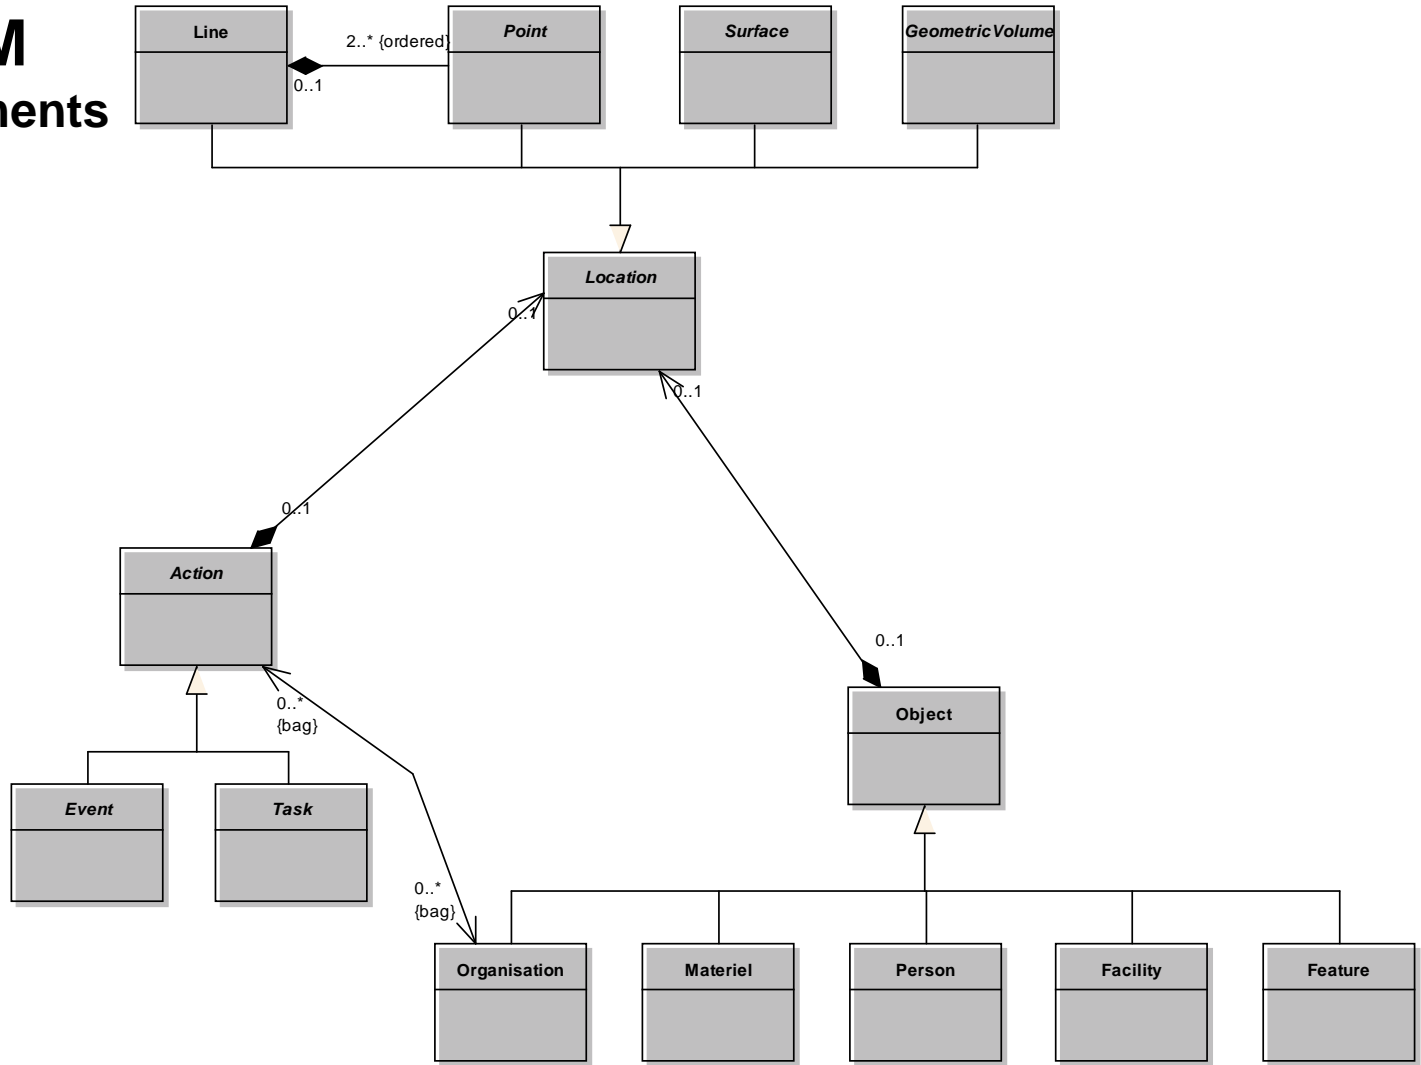 M
ments
Line
2..* {ordered}
0..1
Point
Surface
GeometricVolume
Location
0..1
0..1
0..1
Action
0..*
{bag}
0..1
Object
Event
Task
0..*
{bag}
Organisation
Materiel
Person
Facility
Feature